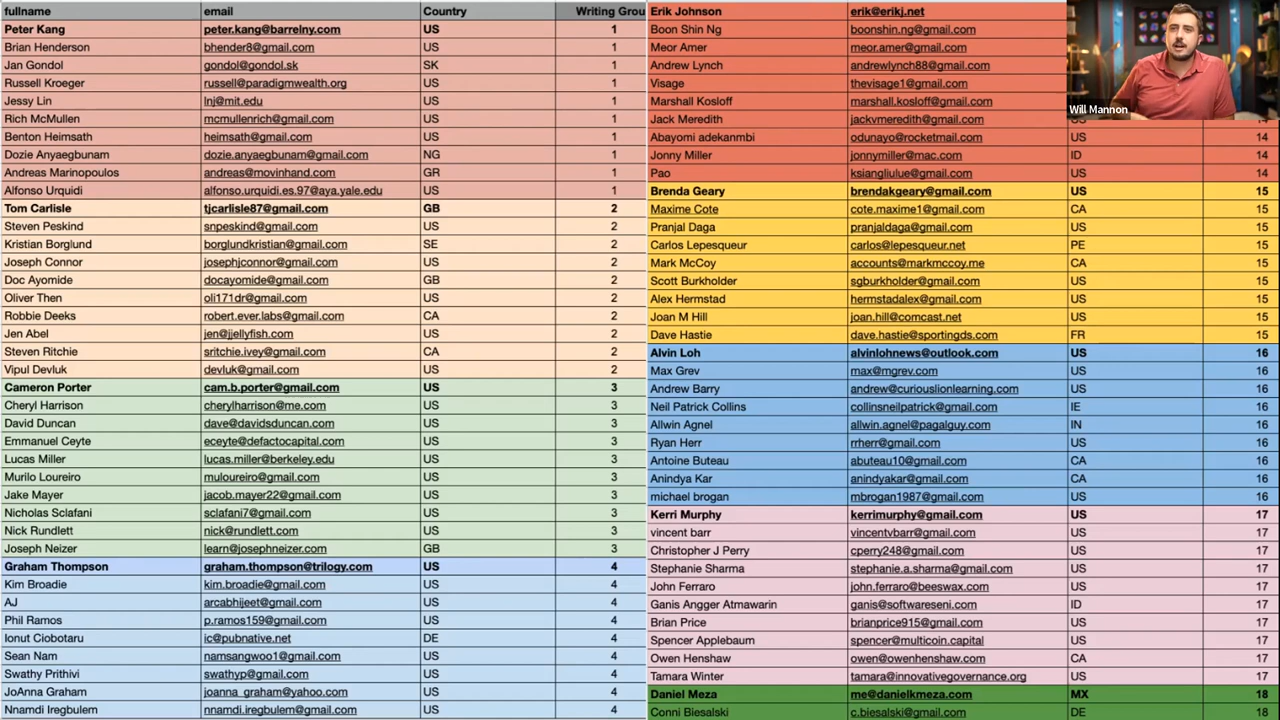 fullname email Country Writing Grou
Peter Kang peter.kang@barrelny.com US 1
Brian Henderson bhender8@gmail.com US 1
Jan Gondol gondol@gondol.sk SK 1
Russell Kroeger russell@paradigmwealth.org US 1
Jessy Lin lnj@mit.edu US 1
Rich McMullen mcmullenrich@gmail.com US 1
Benton Heimsath heimsath@gmail.com US 1
Dozie Anyaegbunam dozie.anyaegbunam@gmail.com NG 1
Andreas Marinopoulos andreas@movinhand.com GR 1
Alfonso Urquidi alfonso.urquidi.es.97@aya.yale.edu US 1
Tom Carlisle tjcarlisle87@gmail.com GB 2
Steven Peskind snpeskind@gmail.com US 2
Kristian Borglund borglundkristian@gmail.com SE 2
Joseph Connor josephjconnor@gmail.com US 2
Doc Ayomide docayomide@gmail.com GB 2
Oliver Then oli171dr@gmail.com US 2
Robbie Deeks robert.ever.labs@gmail.com CA 2
Jen Abel jen@jjellyfish.com US 2
Steven Ritchie sritchie.ivey@gmail.com CA 2
Vipul Devluk devluk@gmail.com US 2
Cameron Porter cam.b.porter@gmail.com US 3
Cheryl Harrison cherylharrison@me.com US 3
David Duncan dave@davidsduncan.com US 3
Emmanuel Ceyte eceyte@defactocapital.com US 3
Lucas Miller lucas.miller@berkeley.edu US 3
Murilo Loureiro muloureiro@gmail.com US 3
Jake Mayer jacob.mayer22@gmail.com US 3
Nicholas Sclafani sclafani7@gmail.com US 3
Nick Rundlett nick@rundlett.com US 3
Joseph Neizer learn@josephneizer.com GB 3
Graham Thompson graham.thompson@trilogy.com US 4
Kim Broadie kim.broadie@gmail.com US 4
AJ arcabhijeet@gmail.com US 4
Phil Ramos p.ramos159@gmail.com US 4
Ionut Ciobotaru ic@pubnative.net DE 4
Sean Nam namsangwoo1@gmail.com US 4
Swathy Prithivi swathyp@gmail.com US 4
JoAnna Graham joanna_graham@yahoo.com US 4
Nnamdi Iregbulem nnamdi.iregbulem@gmail.com US 4
Erik Johnson erik@erikj.net
Boon Shin Ng boonshin.ng@gmail.com
Meor Amer meor.amer@gmail.com
Andrew Lynch andrewlynch88@gmail.com
Visage thevisage1@gmail.com
Marshall Kosloff marshall.kosloff@gmail.com
Jack Meredith jackvmeredith@gmail.com
Abayomi adekanmbi odunayo@rocketmail.com US 14
Jonny Miller jonnymiller@mac.com ID 14
Pao ksiangliulue@gmail.com US 14
Brenda Geary brendakgeary@gmail.com US 15
Maxime Cote cote.maxime1@gmail.com CA 15
Pranjal Daga pranjaldaga@gmail.com US 15
Carlos Lepesqueur carlos@lepesqueur.net PE 15
Mark McCoy accounts@markmccoy.me CA 15
Scott Burkholder sgburkholder@gmail.com US 15
Alex Hermstad hermstadalex@gmail.com US 15
Joan M Hill joan.hill@comcast.net US 15
Dave Hastie dave.hastie@sportingds.com FR 15
Alvin Loh alvinlohnews@outlook.com US 16
Max Grev max@mgrev.com US 16
Andrew Barry andrew@curiouslionlearning.com US 16
Neil Patrick Collins collinsneilpatrick@gmail.com IE 16
Allwin Agnel allwin.agnel@pagalguy.com IN 16
Ryan Herr rrherr@gmail.com US 16
Antoine Buteau abuteau10@gmail.com CA 16
Anindya Kar anindyakar@gmail.com CA 16
michael brogan mbrogan1987@gmail.com US 16
Kerri Murphy kerrimurphy@gmail.com US 17
vincent barr vincentvbarr@gmail.com US 17
Christopher J Perry cperry248@gmail.com US 17
Stephanie Sharma stephanie.a.sharma@gmail.com US 17
John Ferraro john.ferraro@beeswax.com US 17
Ganis Angger Atmawarin ganis@softwareseni.com ID 17
Brian Price brianprice915@gmail.com US 17
Spencer Applebaum spencer@multicoin.capital US 17
Owen Henshaw owen@owenhenshaw.com CA 17
Tamara Winter tamara@innovativegovernance.org US 17
Daniel Meza me@danielkmeza.com MX 18
Conni Biesalski c.biesalski@gmail.com DE 18
Will Mannon